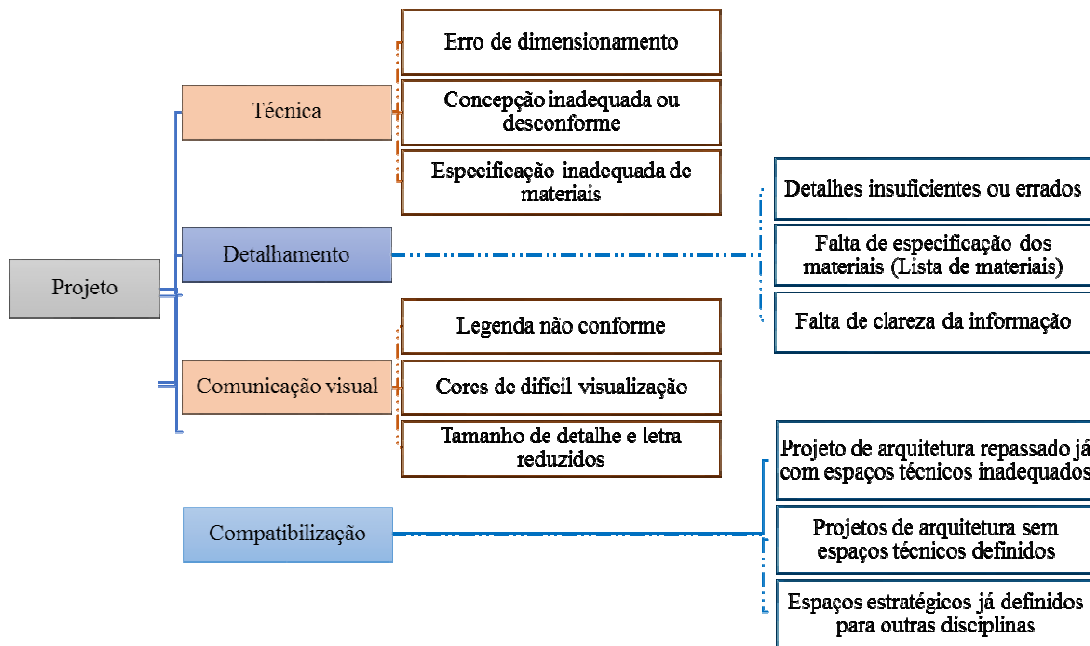 Projeto
Técnica
Erro de dimensionamento
Concepção inadequada ou
desconforme
Especificação inadequada de
materiais
Detalhamento
Detalhes insuficientes ou errados
Falta de especificação dos
materiais (Lista de materiais)
Falta de clareza da informação
Comunicação visual
Legenda não conforme
Cores de difícil visualização
Tamanho de detalhe e letra
reduzidos
Compatibilização
Projeto de arquitetura repassado já
com espaços técnicos inadequados
Projetos de arquitetura sem
espaços técnicos definidos
Espaços estratégicos já definidos
para outras disciplinas